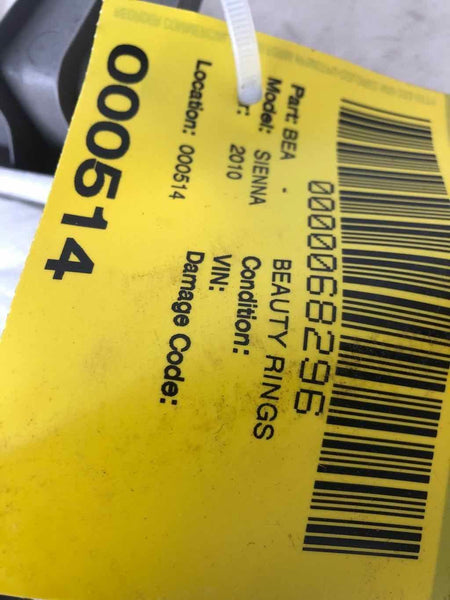 0000068296
Part: BEA - BEAUTY RINGS
Model: SIENNA Condition:
r: 2010 VIN:
Damage Code:
Location: 000514
000514